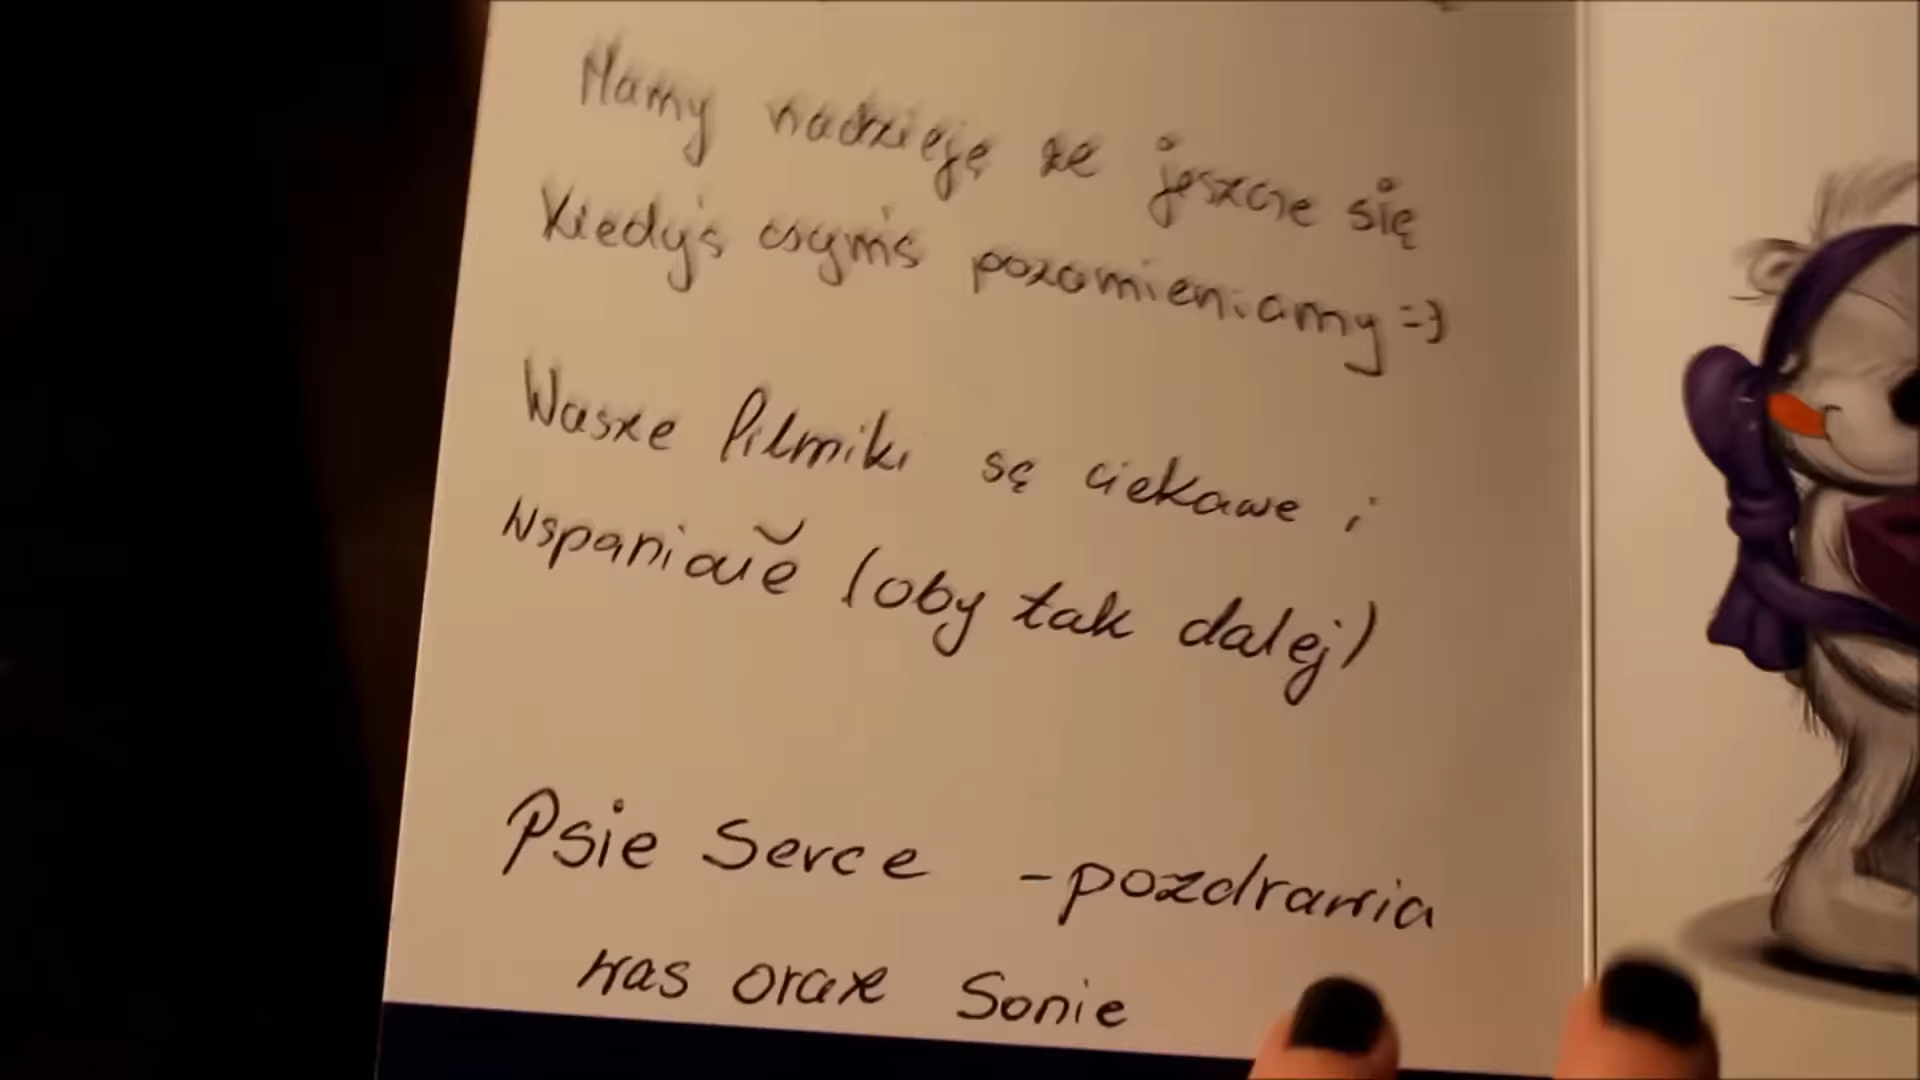 Mamy nadzieję że jeszcze się
kiedyś czymś pozamieniamy =)
Wasze filmiki są ciekawe i
wspaniałe (oby tak dalej)
Psie Serce - pozdrawia
was oraz Sonie